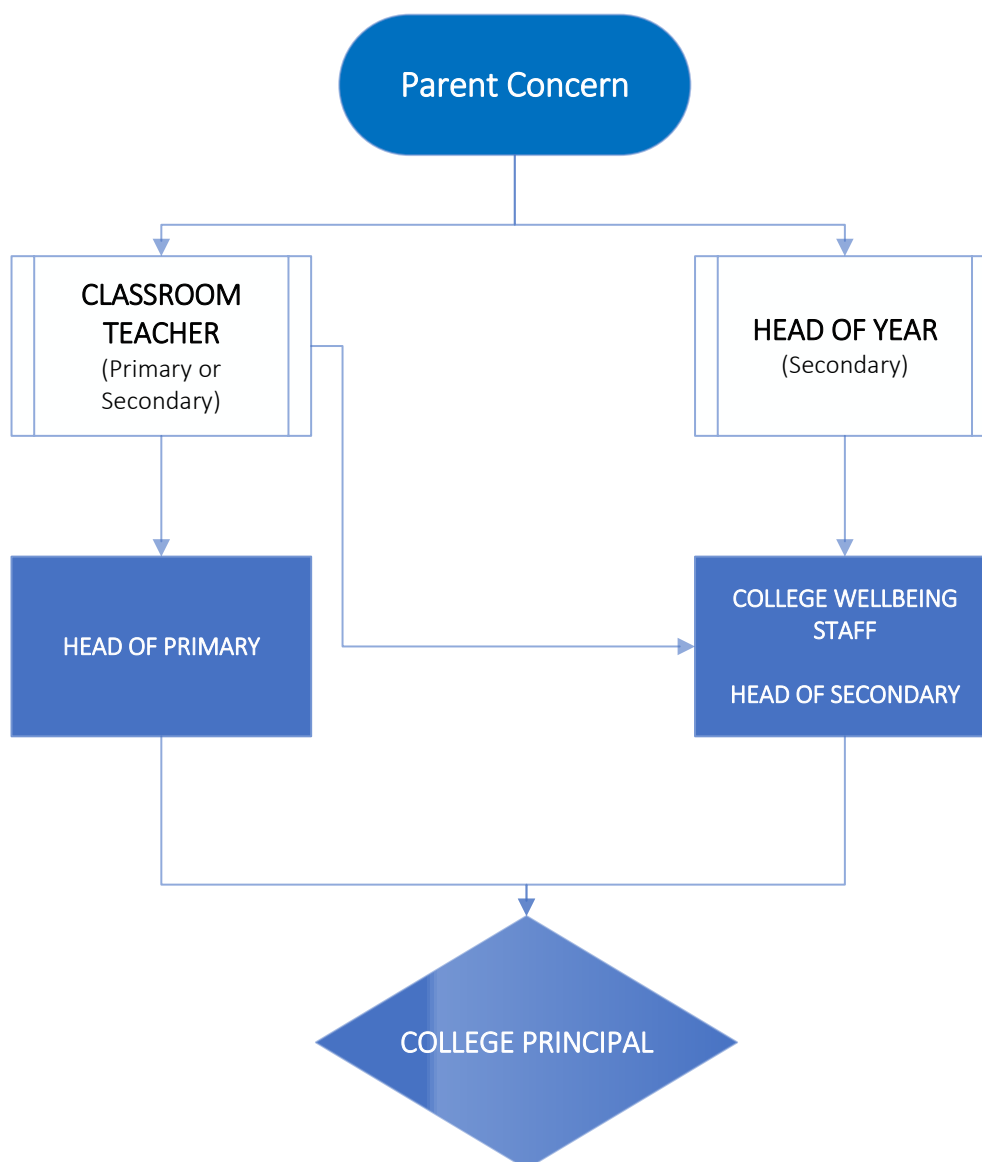 Parent Concern
CLASSROOM
TEACHER
(Primary or
Secondary)
HEAD OF YEAR
(Secondary)
HEAD OF PRIMARY
COLLEGE WELLBEING
STAFF
HEAD OF SECONDARY
COLLEGE PRINCIPAL